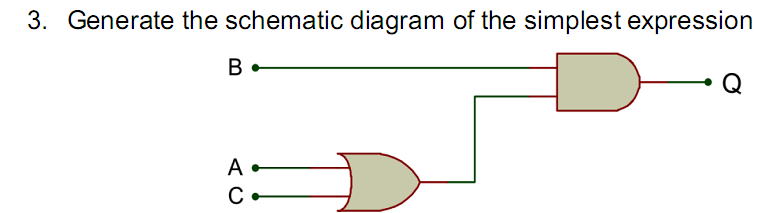 3. Generate the schematic diagram of the simplest expression
B
Q
A
C